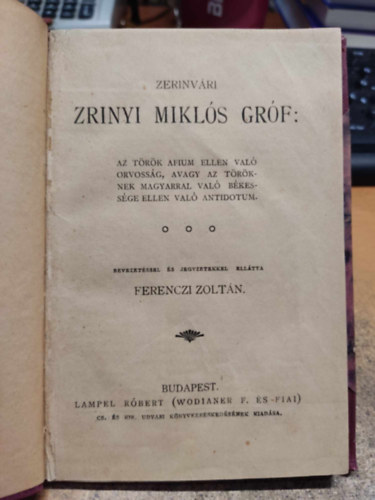 ZERINVÁRI
ZRINYI MIKLÓS GRÓF:
AZ TÖRÖK AFIUM ELLEN VALÓ
ORVOSSÁG, AVAGY AZ TÖRÖK-
NEK MAGYARRAL VALÓ BÉKES-
SÉGE ELLEN VALÓ ANTIDOTUM.
BEVEZETÉSSEL ÉS JEGYZETEKKEL ELLÁTTA
FERENCZI ZOLTÁN.
BUDAPEST.
LAMPEL RÓBERT (WODIANER F. ÉS FIAI)
CS. ÉS KIR. UDVARI KÖNYVKERESKEDÉSÉNEK KIADÁSA.